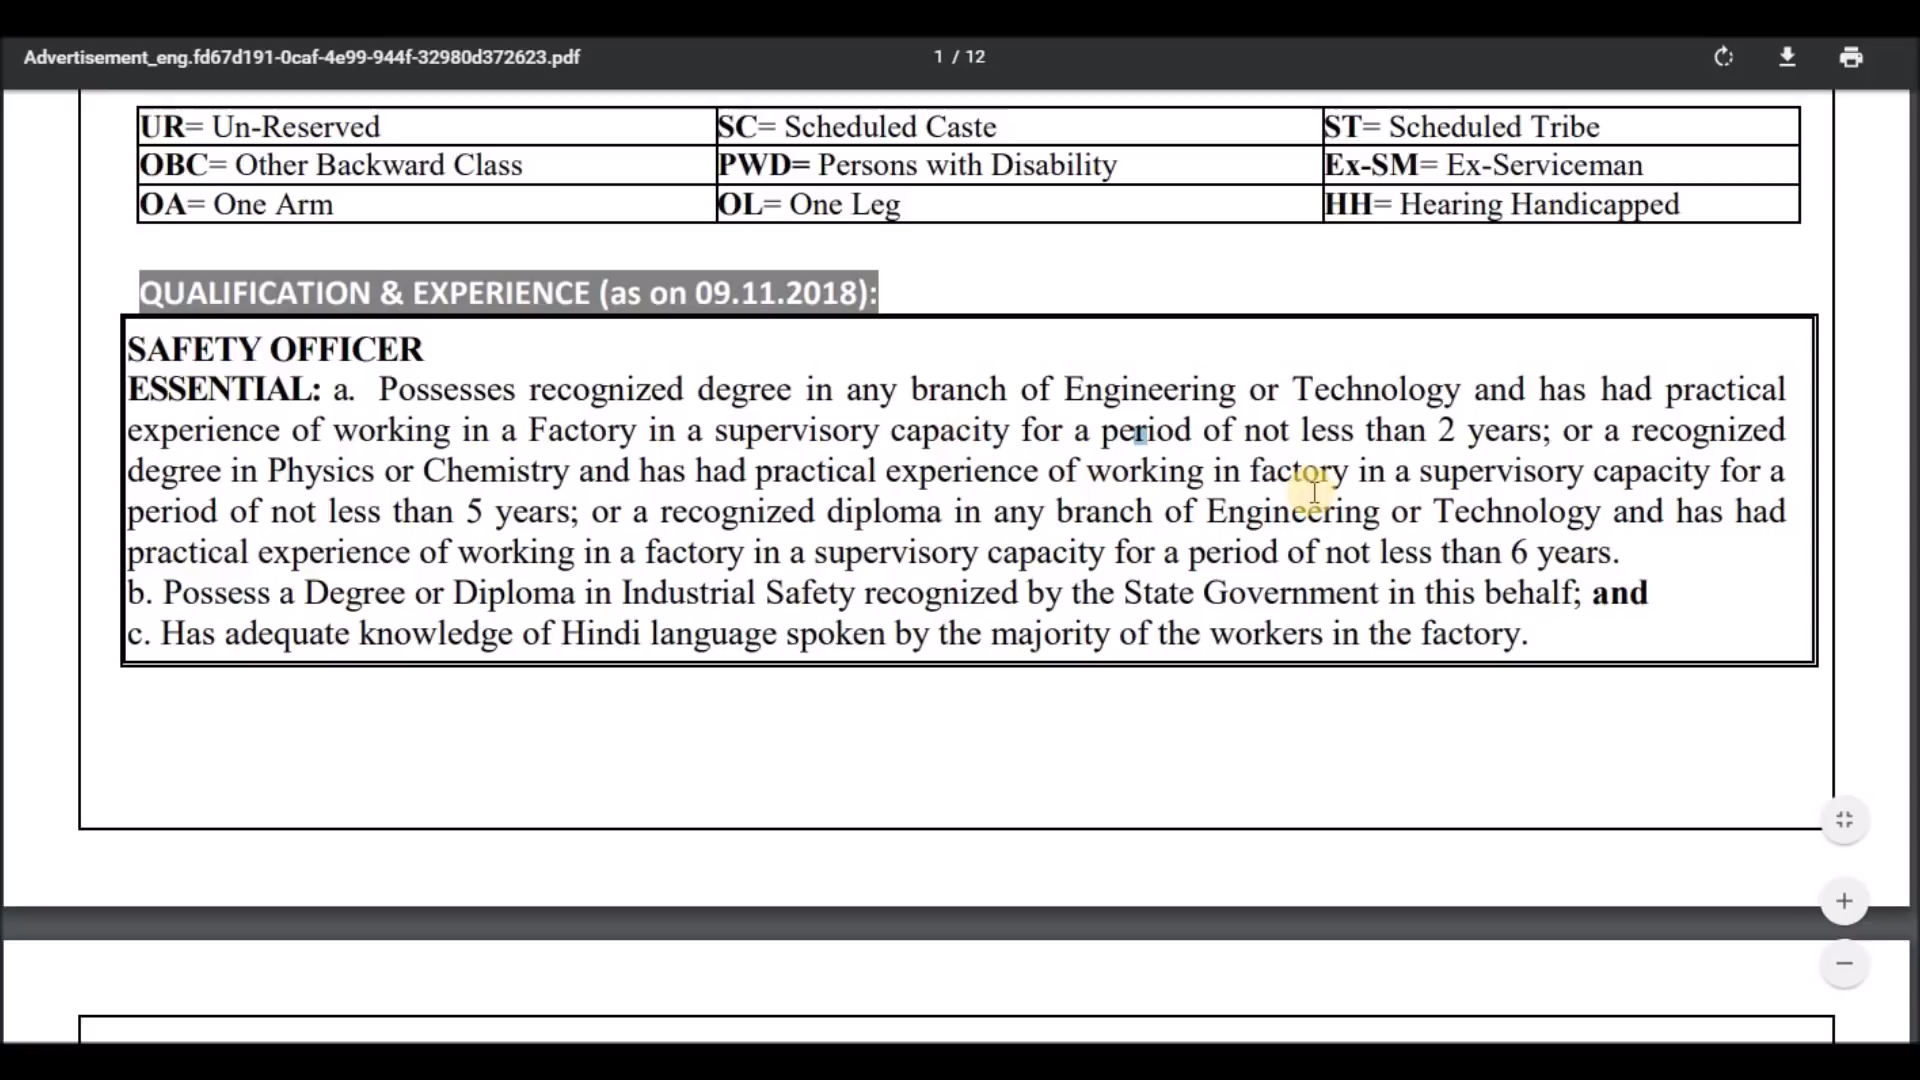 Advertisement_eng.fd67d191-0caf-4e99-944f-32980d372623.pdf 1 / 12
UR= Un-Reserved SC= Scheduled Caste ST= Scheduled Tribe
OBC= Other Backward Class PWD= Persons with Disability Ex-SM= Ex-Serviceman
OA= One Arm OL= One Leg HH= Hearing Handicapped
QUALIFICATION & EXPERIENCE (as on 09.11.2018):
SAFETY OFFICER
ESSENTIAL: a. Possesses recognized degree in any branch of Engineering or Technology and has had practical
experience of working in a Factory in a supervisory capacity for a period of not less than 2 years; or a recognized
degree in Physics or Chemistry and has had practical experience of working in factory in a supervisory capacity for a
period of not less than 5 years; or a recognized diploma in any branch of Engineering or Technology and has had
practical experience of working in a factory in a supervisory capacity for a period of not less than 6 years.
b. Possess a Degree or Diploma in Industrial Safety recognized by the State Government in this behalf; and
c. Has adequate knowledge of Hindi language spoken by the majority of the workers in the factory.